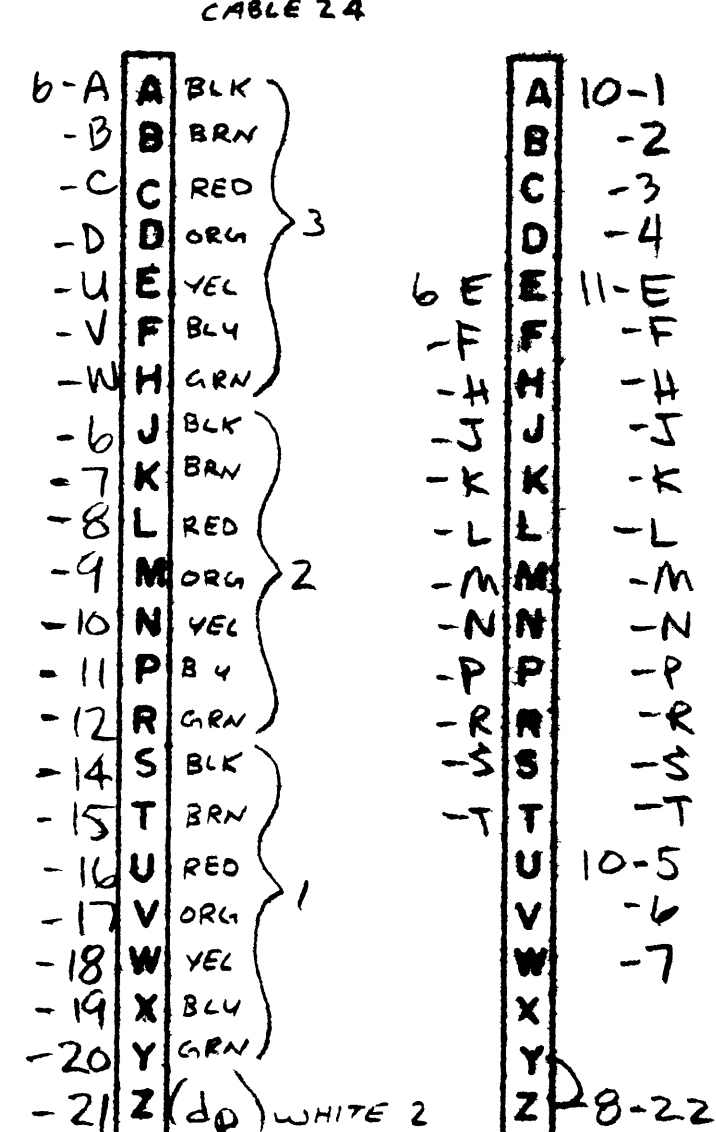 CABLE 24
6-A A BLK A 10-1
-B B BRN B -2
-C C RED } 3 C -3
-D D ORG D -4
-U E YEL 6 E E 11-E
-V F BLU -F F -F
-W H GRN -H H -H
-6 J BLK -J J -J
-7 K BRN -K K -K
-8 L RED -L L -L
-9 M ORG } 2 -M M -M
-10 N YEL -N N -N
-11 P B U -P P -P
-12 R GRN -R R -R
-14 S BLK -S S -S
-15 T BRN -T T -T
-16 U RED } 1 U 10-5
-17 V ORG V -6
-18 W YEL W -7
-19 X BLU X
-20 Y GRN Y
-21 Z ( ) WHITE 2 Z 8-22